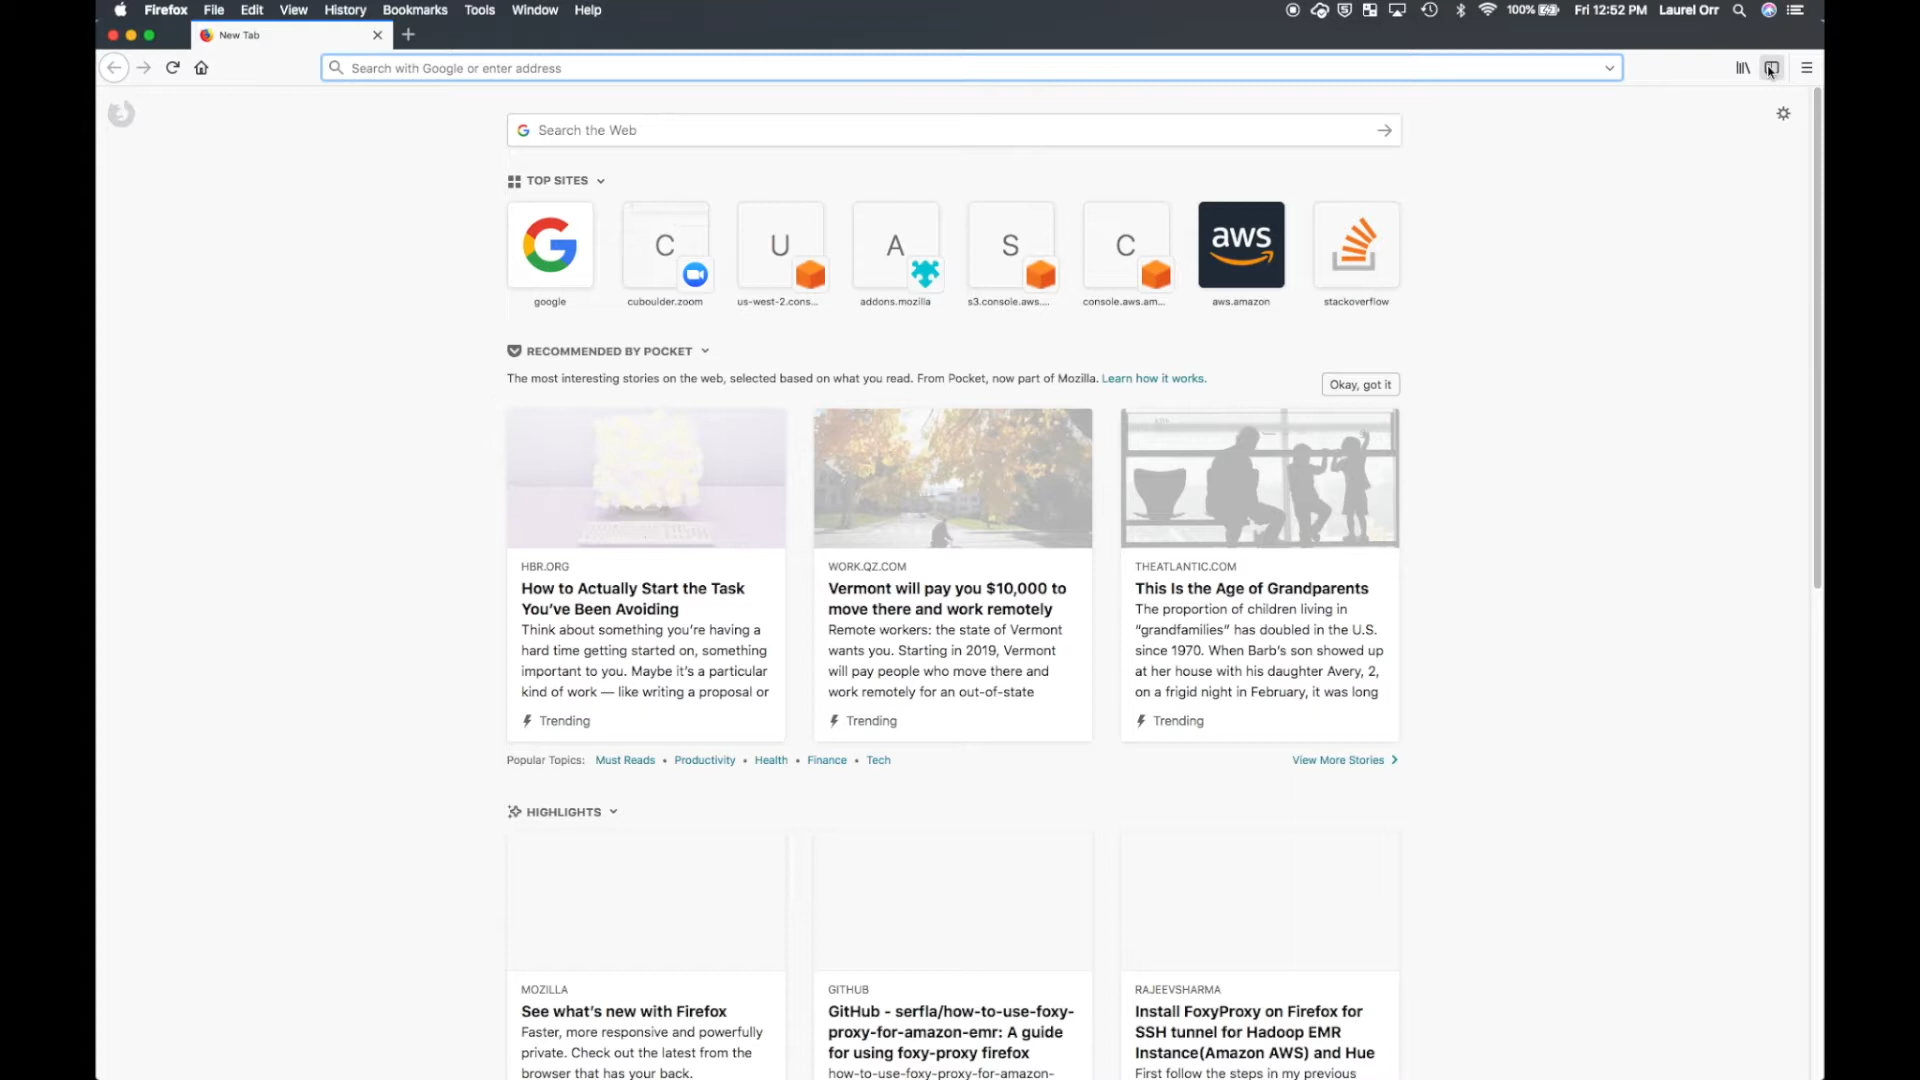 Firefox File Edit View History Bookmarks Tools Window Help 100% Fri 12:52 PM Laurel Orr
New Tab
Search with Google or enter address
Search the Web
TOP SITES
C U A S C aws
google cuboulder.zoom us-west-2.cons... addons.mozilla s3.console.aws.... console.aws.am... aws.amazon stackoverflow
RECOMMENDED BY POCKET
The most interesting stories on the web, selected based on what you read. From Pocket, now part of Mozilla. Learn how it works.
Okay, got it
HBR.ORG
How to Actually Start the Task
You've Been Avoiding
Think about something you're having a
hard time getting started on, something
important to you. Maybe it's a particular
kind of work — like writing a proposal or
Trending
WORK.QZ.COM
Vermont will pay you $10,000 to
move there and work remotely
Remote workers: the state of Vermont
wants you. Starting in 2019, Vermont
will pay people who move there and
work remotely for an out-of-state
Trending
THEATLANTIC.COM
This Is the Age of Grandparents
The proportion of children living in
"grandfamilies" has doubled in the U.S.
since 1970. When Barb's son showed up
at her house with his daughter Avery, 2,
on a frigid night in February, it was long
Trending
Popular Topics: Must Reads • Productivity • Health • Finance • Tech
View More Stories
HIGHLIGHTS
MOZILLA
See what's new with Firefox
Faster, more responsive and powerfully
private. Check out the latest from the
browser that has your back.
GITHUB
GitHub - serfla/how-to-use-foxy-
proxy-for-amazon-emr: A guide
for using foxy-proxy firefox
how-to-use-foxy-proxy-for-amazon-
RAJEEVSHARMA
Install FoxyProxy on Firefox for
SSH tunnel for Hadoop EMR
Instance(Amazon AWS) and Hue
First follow the steps in my previous